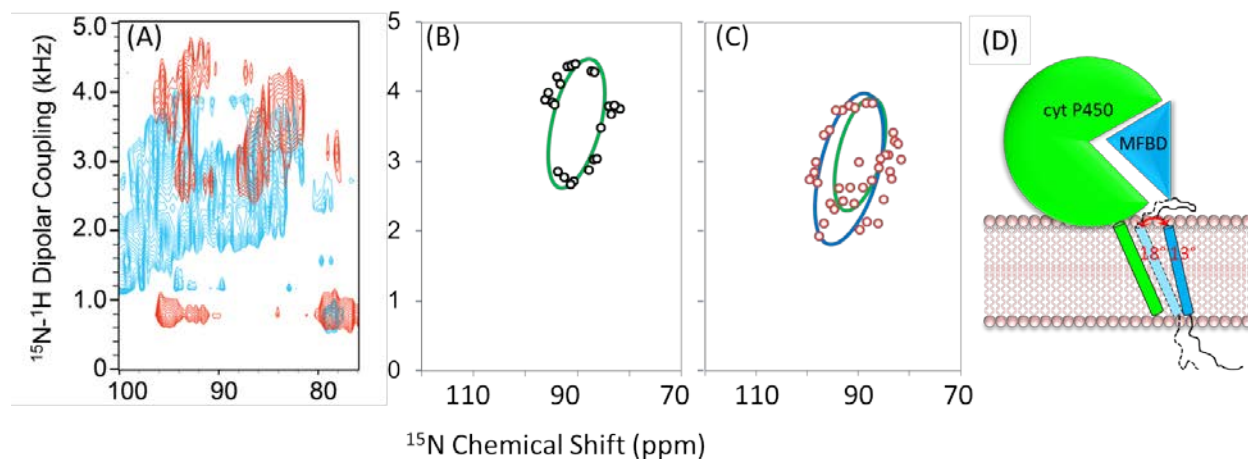 (A)
(B)
(C)
(D)
¹⁵N-¹H Dipolar Coupling (kHz)
5.0
4.0
3.0
2.0
1.0
0
100
90
80
5
4
3
2
1
0
110
90
70
110
90
70
¹⁵N Chemical Shift (ppm)
cyt P450
MFBD
18° 13°